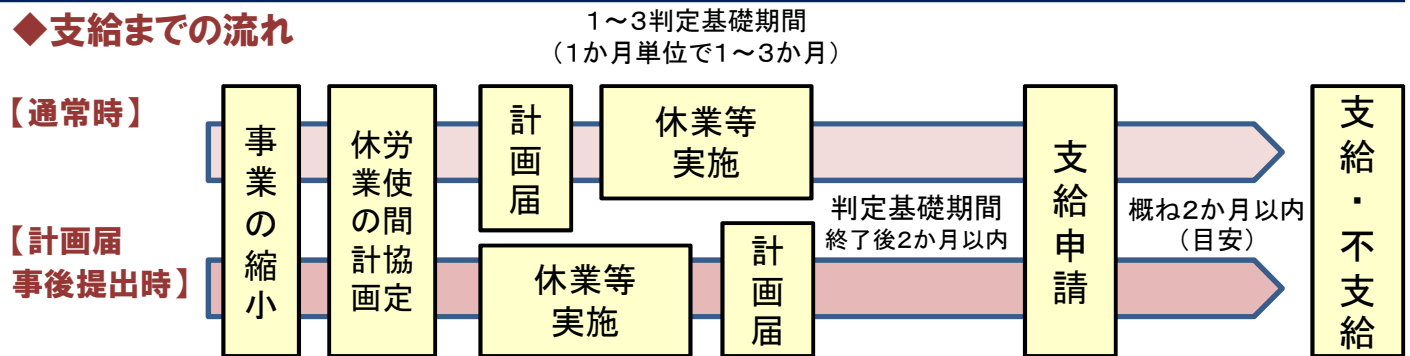 ◆支給までの流れ
1~3判定基礎期間
(1か月単位で1~3か月)
【通常時】
【計画届
事後提出時】
事業の縮小
労使間協定
休業の計画
計画届
休業等
実施
休業等
実施
計画届
判定基礎期間
終了後2か月以内
支給申請
概ね2か月以内
(目安)
支給・不支給